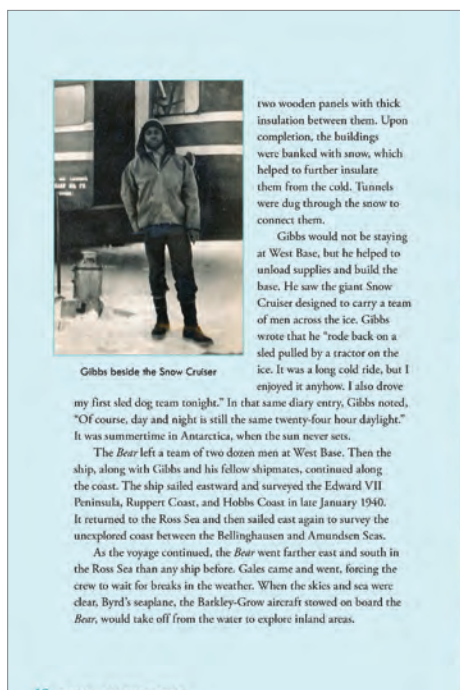 two wooden panels with thick
insulation between them. Upon
completion, the buildings
were banked with snow, which
helped to further insulate
them from the cold. Tunnels
were dug through the snow to
connect them.
Gibbs would not be staying
at West Base, but he helped to
unload supplies and build the
base. He saw the giant Snow
Cruiser designed to carry a team
of men across the ice. Gibbs
wrote that he “rode back on a
sled pulled by a tractor on the
ice. It was a long cold ride, but I
enjoyed it anyhow. I also drove
Gibbs beside the Snow Cruiser
my first sled dog team tonight.” In that same diary entry, Gibbs noted,
“Of course, day and night is still the same twenty-four hour daylight.”
It was summertime in Antarctica, when the sun never sets.
The Bear left a team of two dozen men at West Base. Then the
ship, along with Gibbs and his fellow shipmates, continued along
the coast. The ship sailed eastward and surveyed the Edward VII
Peninsula, Ruppert Coast, and Hobbs Coast in late January 1940.
It returned to the Ross Sea and then sailed east again to survey the
unexplored coast between the Bellinghausen and Amundsen Seas.
As the voyage continued, the Bear went farther east and south in
the Ross Sea than any ship before. Gales came and went, forcing the
crew to wait for breaks in the weather. When the skies and sea were
clear, Byrd’s seaplane, the Barkley-Grow aircraft stowed on board the
Bear, would take off from the water to explore inland areas.